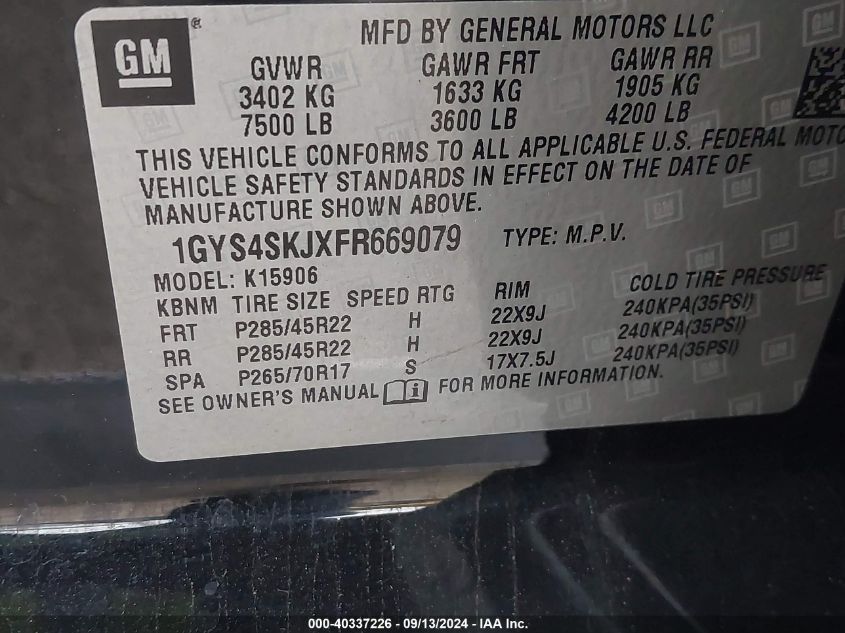 GM®
MFD BY GENERAL MOTORS LLC
GVWR GAWR FRT GAWR RR
3402 KG 1633 KG 1905 KG
7500 LB 3600 LB 4200 LB
THIS VEHICLE CONFORMS TO ALL APPLICABLE U.S. FEDERAL MOTO
VEHICLE SAFETY STANDARDS IN EFFECT ON THE DATE OF
MANUFACTURE SHOWN ABOVE.
1GYS4SKJXFR669079 TYPE: M.P.V.
MODEL: K15906
KBNM TIRE SIZE SPEED RTG RIM COLD TIRE PRESSURE
FRT P285/45R22 H 22X9J 240KPA(35PSI)
RR P285/45R22 H 22X9J 240KPA(35PSI)
SPA P265/70R17 S 17X7.5J 240KPA(35PSI)
SEE OWNER'S MANUAL i FOR MORE INFORMATION.
000-40337226 - 09/13/2024 - IAA Inc.